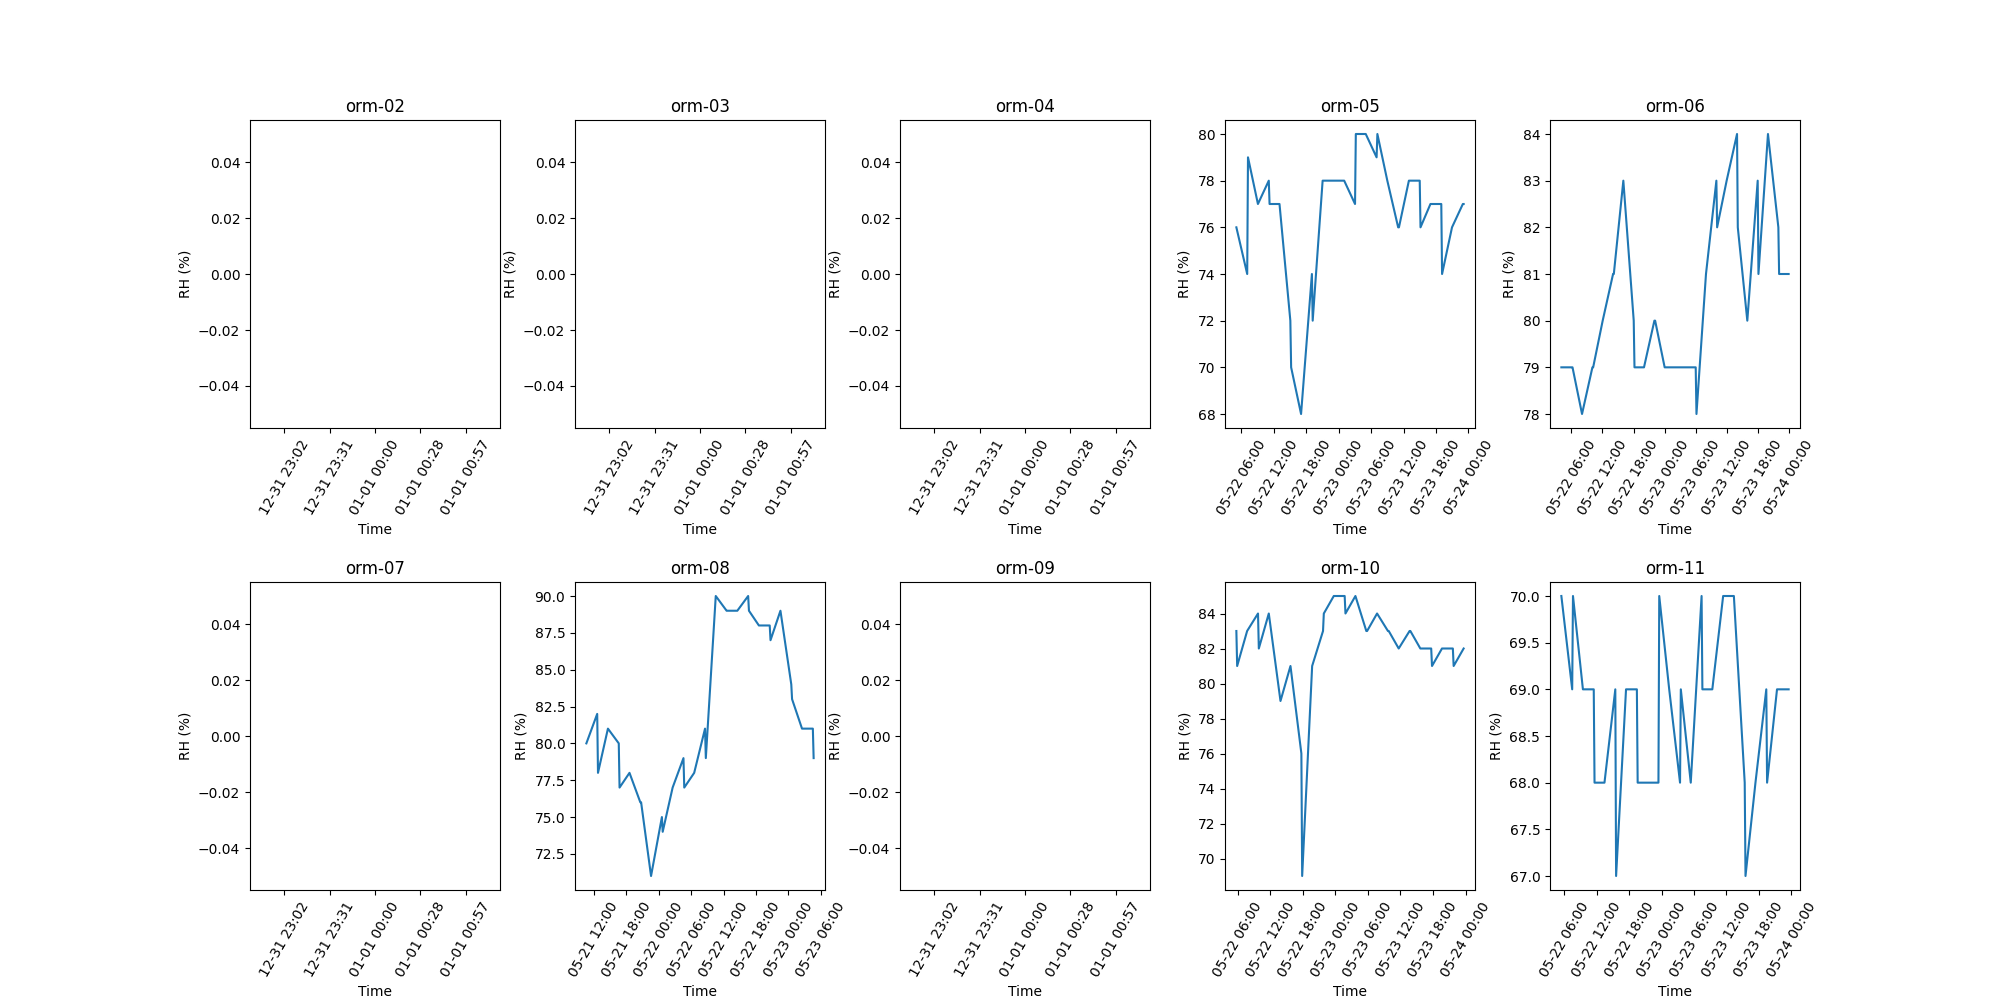 orm-02 orm-03 orm-04 orm-05 orm-06
RH (%) 0.04 0.02 0.00 −0.02 −0.04
12-31 23:02 12-31 23:31 01-01 00:00 01-01 00:28 01-01 00:57
Time
RH (%) 0.04 0.02 0.00 −0.02 −0.04
12-31 23:02 12-31 23:31 01-01 00:00 01-01 00:28 01-01 00:57
Time
RH (%) 0.04 0.02 0.00 −0.02 −0.04
12-31 23:02 12-31 23:31 01-01 00:00 01-01 00:28 01-01 00:57
Time
RH (%) 80 78 76 74 72 70 68
05-22 06:00 05-22 12:00 05-22 18:00 05-23 00:00 05-23 06:00 05-23 12:00 05-23 18:00 05-24 00:00
Time
RH (%) 84 83 82 81 80 79 78
05-22 06:00 05-22 12:00 05-22 18:00 05-23 00:00 05-23 06:00 05-23 12:00 05-23 18:00 05-24 00:00
Time
orm-07 orm-08 orm-09 orm-10 orm-11
RH (%) 0.04 0.02 0.00 −0.02 −0.04
12-31 23:02 12-31 23:31 01-01 00:00 01-01 00:28 01-01 00:57
Time
RH (%) 90.0 87.5 85.0 82.5 80.0 77.5 75.0 72.5
05-21 12:00 05-21 18:00 05-22 00:00 05-22 06:00 05-22 12:00 05-22 18:00 05-23 00:00 05-23 06:00
Time
RH (%) 0.04 0.02 0.00 −0.02 −0.04
12-31 23:02 12-31 23:31 01-01 00:00 01-01 00:28 01-01 00:57
Time
RH (%) 84 82 80 78 76 74 72 70
05-22 06:00 05-22 12:00 05-22 18:00 05-23 00:00 05-23 06:00 05-23 12:00 05-23 18:00 05-24 00:00
Time
RH (%) 70.0 69.5 69.0 68.5 68.0 67.5 67.0
05-22 06:00 05-22 12:00 05-22 18:00 05-23 00:00 05-23 06:00 05-23 12:00 05-23 18:00 05-24 00:00
Time